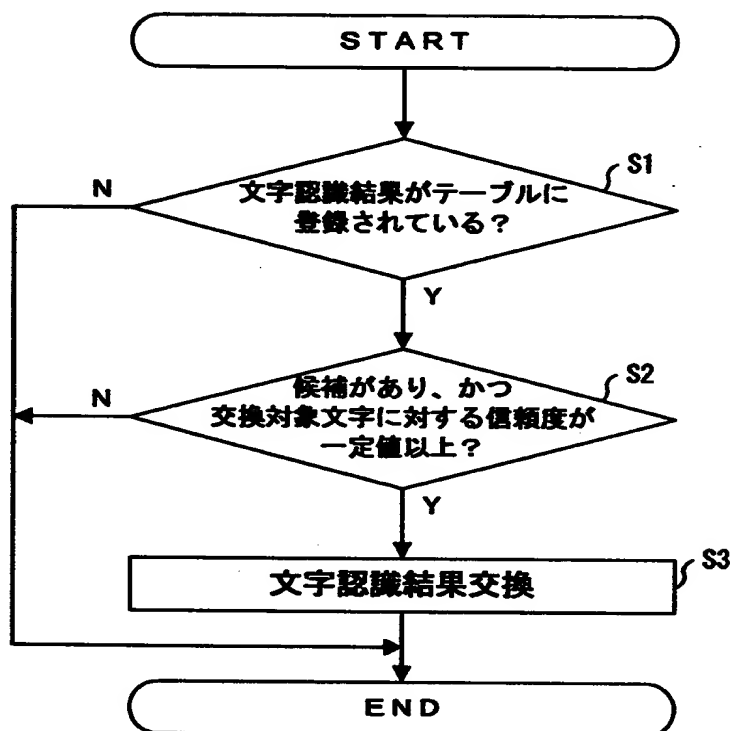 START
S1
N
文字認識結果がテーブルに
登録されている？
Y
S2
N
候補があり、かつ
交換対象文字に対する信頼度が
一定値以上？
Y
S3
文字認識結果交換
END